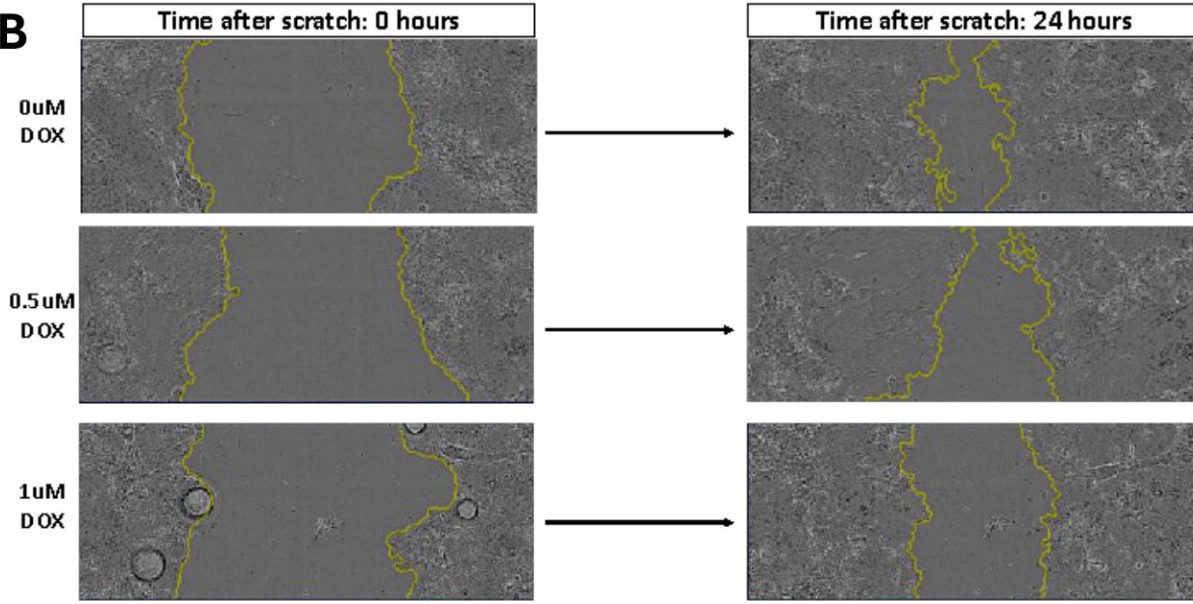 B
Time after scratch: 0 hours
Time after scratch: 24 hours
0uM
DOX
0.5uM
DOX
1uM
DOX